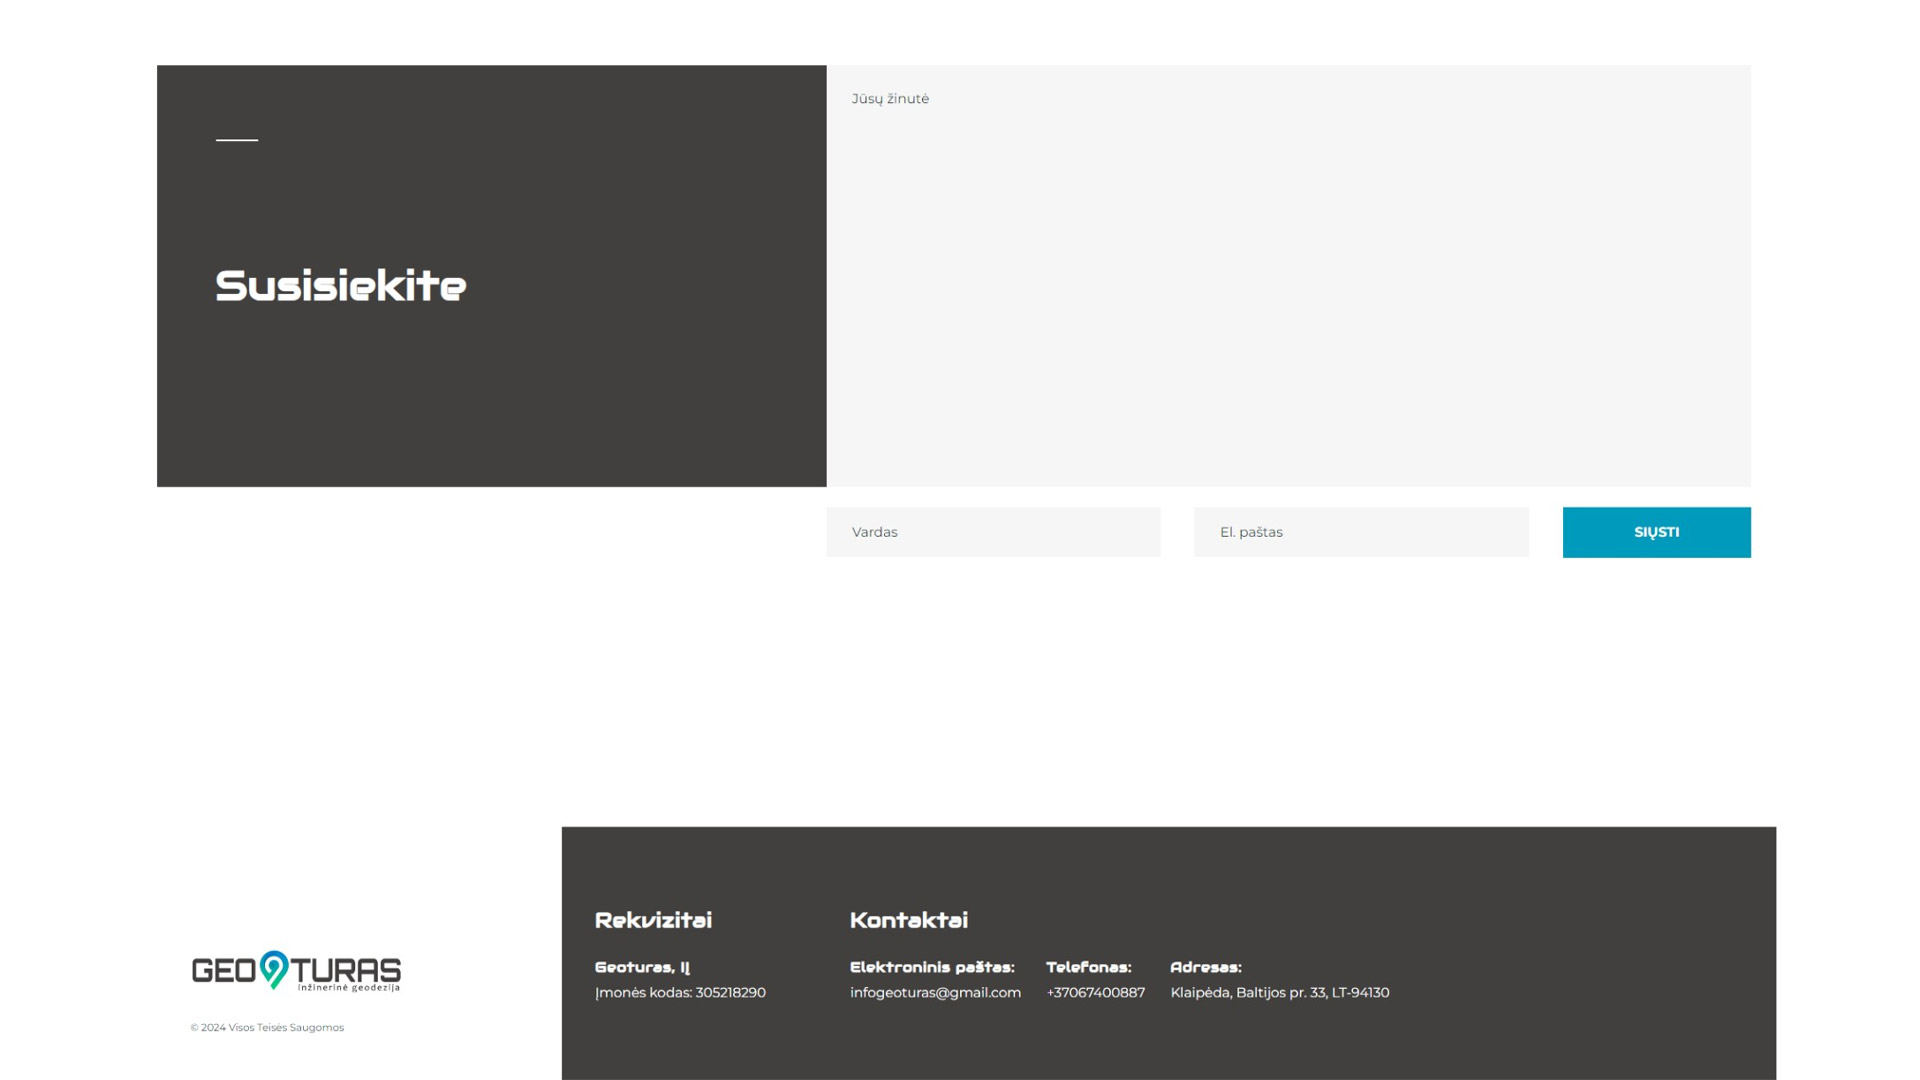 Jūsų žinutė
Susisiekite
Vardas
El. paštas
SIŲSTI
GEOTURAS
inžinerinė geodezija
© 2024 Visos Teisės Saugomos
Rekvizitai
Geoturas, IĮ
Įmonės kodas: 305218290
Kontaktai
Elektroninis paštas:
infogeoturas@gmail.com
Telefonas:
+37067400887
Adresas:
Klaipėda, Baltijos pr. 33, LT-94130